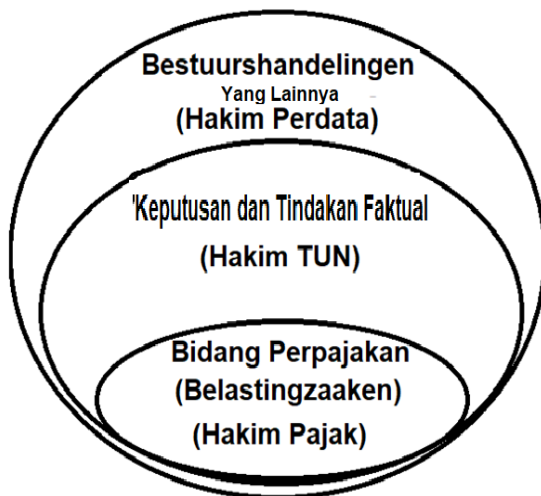 Bestuurshandelingen
Yang Lainnya
(Hakim Perdata)
'Keputusan dan Tindakan Faktual
(Hakim TUN)
Bidang Perpajakan
(Belastingzaaken)
(Hakim Pajak)